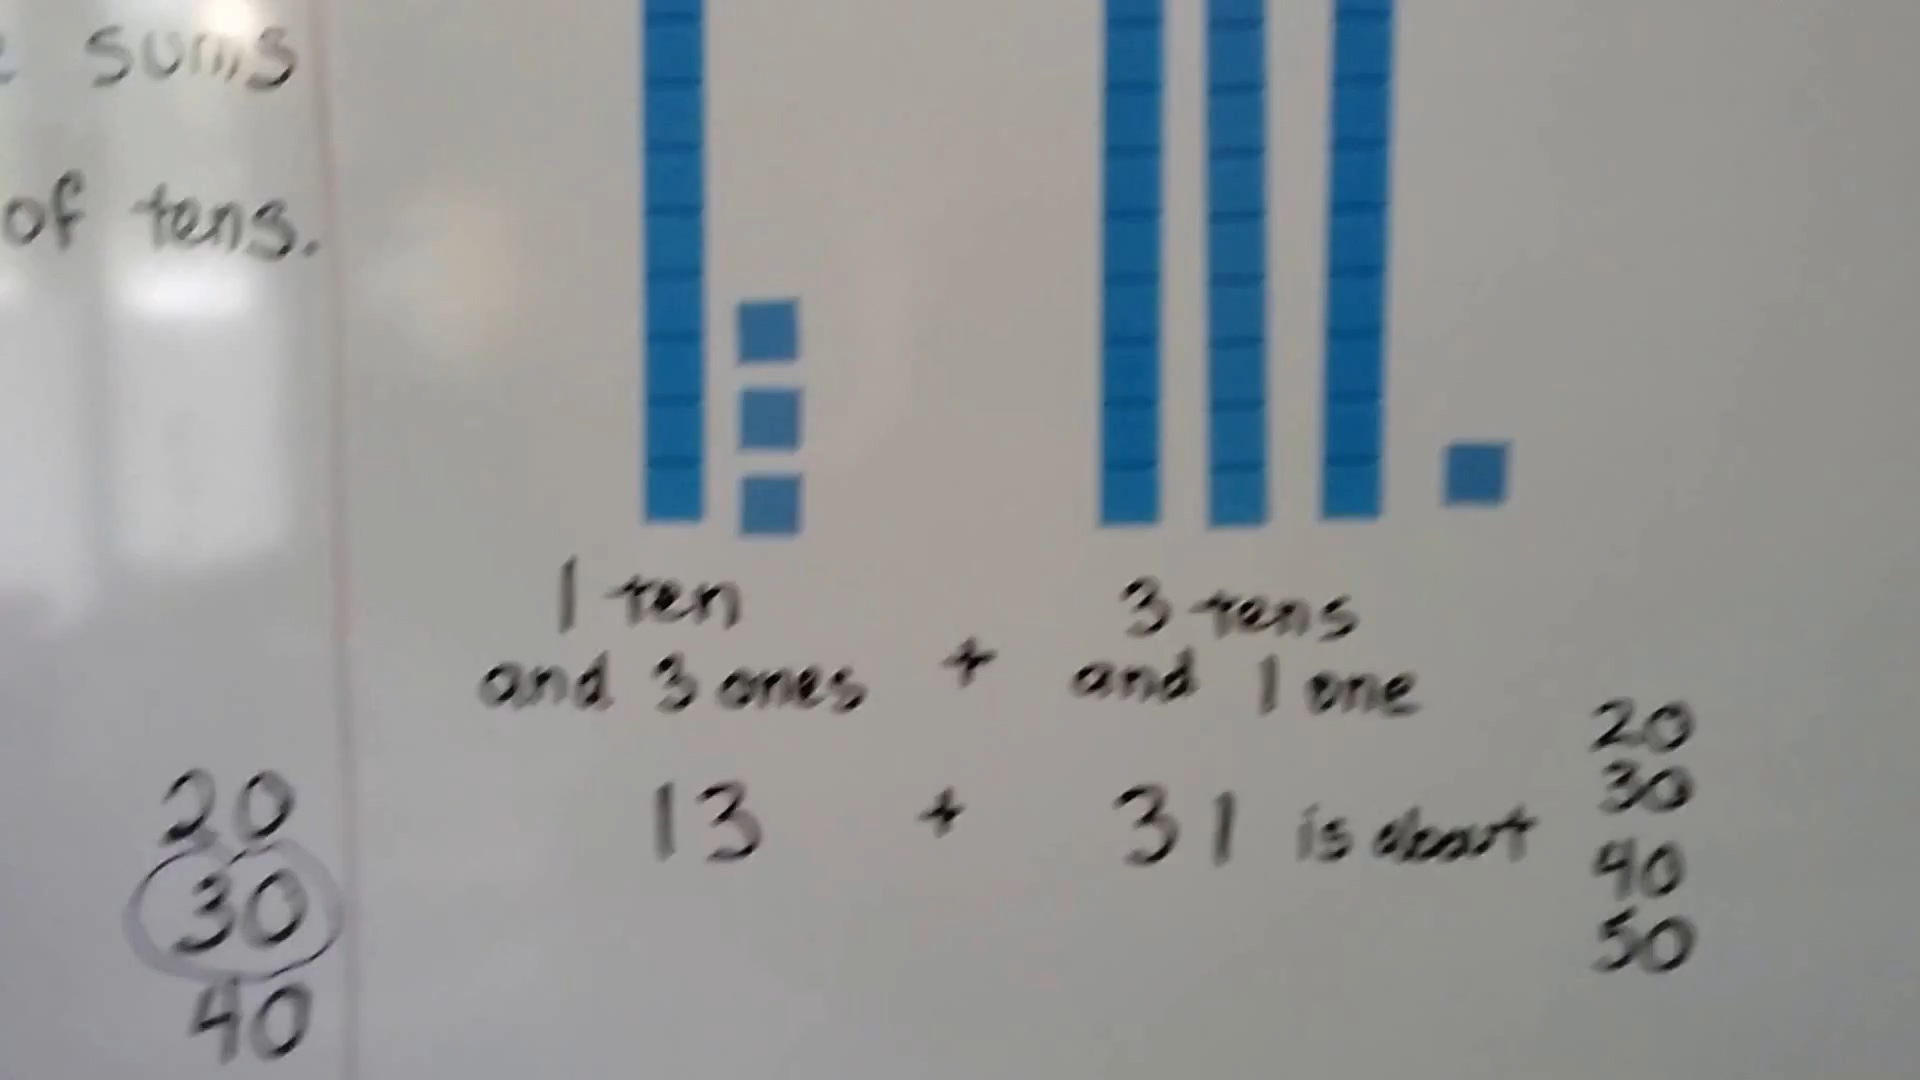 sums
of tens.
20
30
40
1 ten
and 3 ones
+
3 tens
and 1 one
13 + 31 is about
20
30
40
50